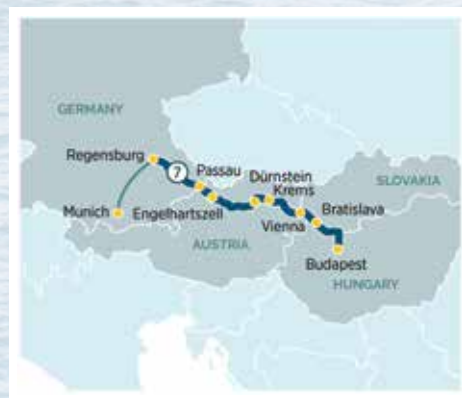 GERMANY
Regensburg
7
Passau
Dürnstein
Krems
SLOVAKIA
Munich
Engelhartszell
Bratislava
Vienna
AUSTRIA
Budapest
HUNGARY